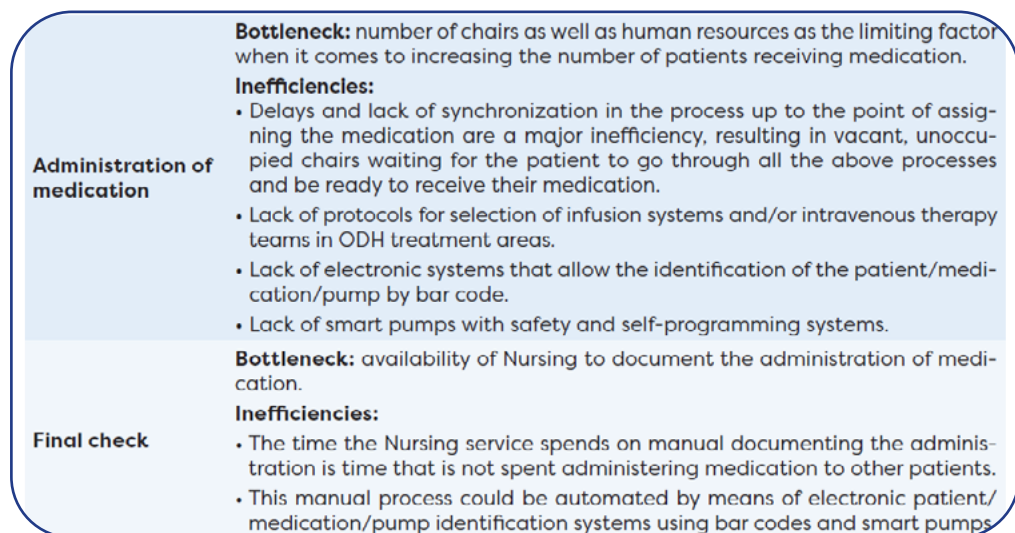 Bottleneck: number of chairs as well as human resources as the limiting factor
when it comes to increasing the number of patients receiving medication.
Inefficiencies:
• Delays and lack of synchronization in the process up to the point of assig-
ning the medication are a major inefficiency, resulting in vacant, unoccu-
pied chairs waiting for the patient to go through all the above processes
and be ready to receive their medication.
Administration of
medication
• Lack of protocols for selection of infusion systems and/or intravenous therapy
teams in ODH treatment areas.
• Lack of electronic systems that allow the identification of the patient/medi-
cation/pump by bar code.
• Lack of smart pumps with safety and self-programming systems.
Bottleneck: availability of Nursing to document the administration of medi-
cation.
Inefficiencies:
Final check
• The time the Nursing service spends on manual documenting the adminis-
tration is time that is not spent administering medication to other patients.
• This manual process could be automated by means of electronic patient/
medication/pump identification systems using bar codes and smart pumps.